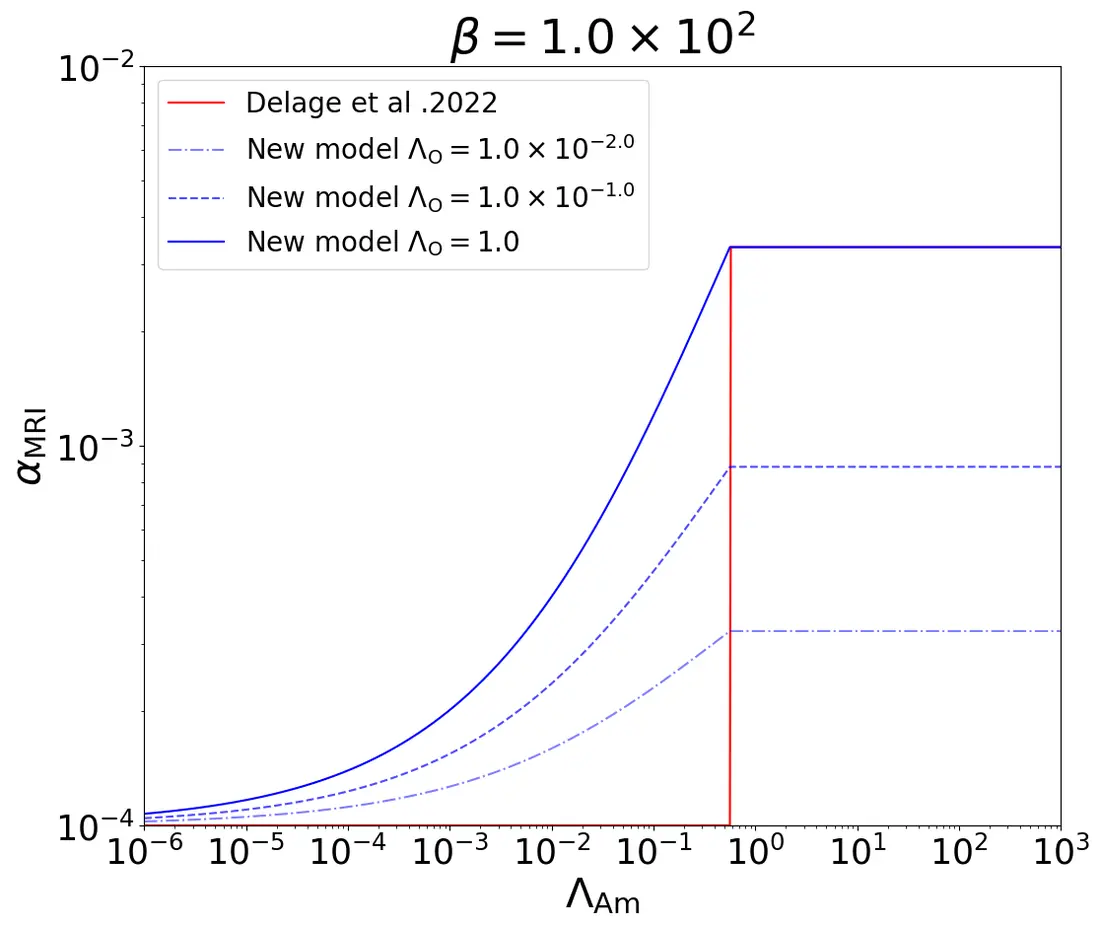 β = 1.0 × 10²
10⁻²
Delage et al .2022
New model Λ_O = 1.0 × 10⁻²·⁰
New model Λ_O = 1.0 × 10⁻¹·⁰
New model Λ_O = 1.0
α_MRI
10⁻³
10⁻⁴
10⁻⁶ 10⁻⁵ 10⁻⁴ 10⁻³ 10⁻² 10⁻¹ 10⁰ 10¹ 10² 10³
Λ_Am